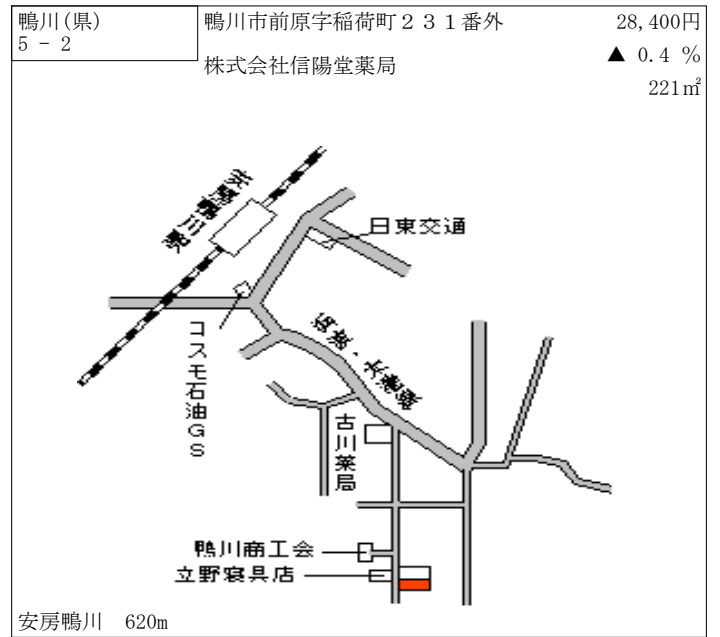 鴨川(県)
5 - 2
鴨川市前原字稲荷町２３１番外
株式会社信陽堂薬局
28,400円
▲ 0.4 %
221㎡
安房鴨川駅
日東交通
コスモ石油ＧＳ
古川薬局
鴨川商工会
立野寝具店
安房鴨川　620m